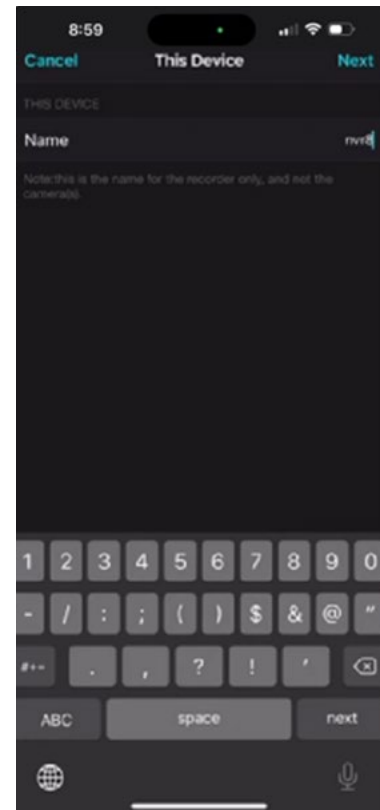 8:59
Cancel This Device Next
THIS DEVICE
Name nvr8
Note:this is the name for the recorder only, and not the
camera(s).
1 2 3 4 5 6 7 8 9 0
- / : ; ( ) $ & @ "
#+= . , ? ! '
ABC space next